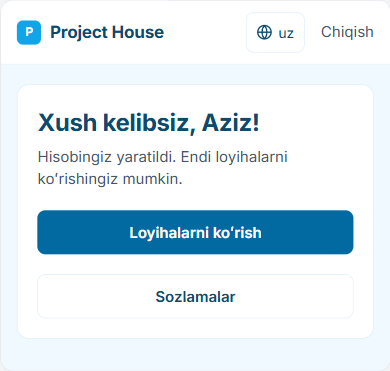 P Project House
uz
Chiqish
Xush kelibsiz, Aziz!
Hisobingiz yaratildi. Endi loyihalarni
koʻrishingiz mumkin.
Loyihalarni koʻrish
Sozlamalar